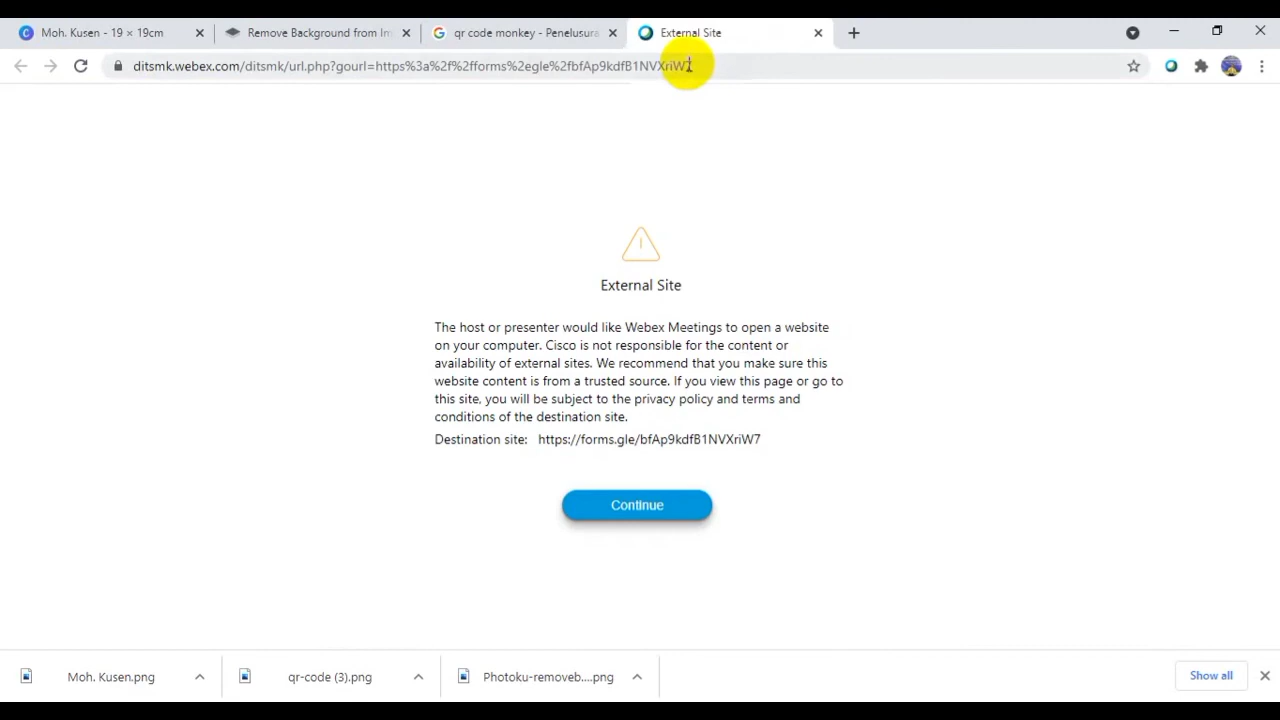 Moh. Kusen - 19 × 19cm
Remove Background from Im
qr code monkey - Penelusura
External Site
ditsmk.webex.com/ditsmk/url.php?gourl=https%3a%2f%2fforms%2egle%2fbfAp9kdfB1NVXriW7
External Site
The host or presenter would like Webex Meetings to open a website
on your computer. Cisco is not responsible for the content or
availability of external sites. We recommend that you make sure this
website content is from a trusted source. If you view this page or go to
this site, you will be subject to the privacy policy and terms and
conditions of the destination site.
Destination site: https://forms.gle/bfAp9kdfB1NVXriW7
Continue
Moh. Kusen.png
qr-code (3).png
Photoku-removeb....png
Show all